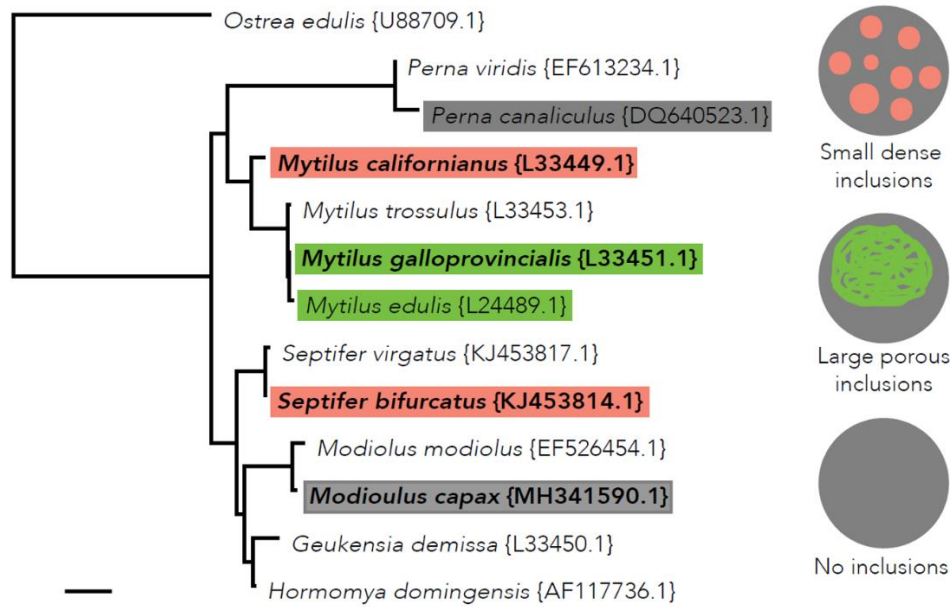 Ostrea edulis {U88709.1}
Perna viridis {EF613234.1}
Perna canaliculus {DQ640523.1}
Mytilus californianus {L33449.1}
Mytilus trossulus {L33453.1}
Mytilus galloprovincialis {L33451.1}
Mytilus edulis {L24489.1}
Septifer virgatus {KJ453817.1}
Septifer bifurcatus {KJ453814.1}
Modiolus modiolus {EF526454.1}
Modioulus capax {MH341590.1}
Geukensia demissa {L33450.1}
Hormomya domingensis {AF117736.1}
Small dense
inclusions
Large porous
inclusions
No inclusions